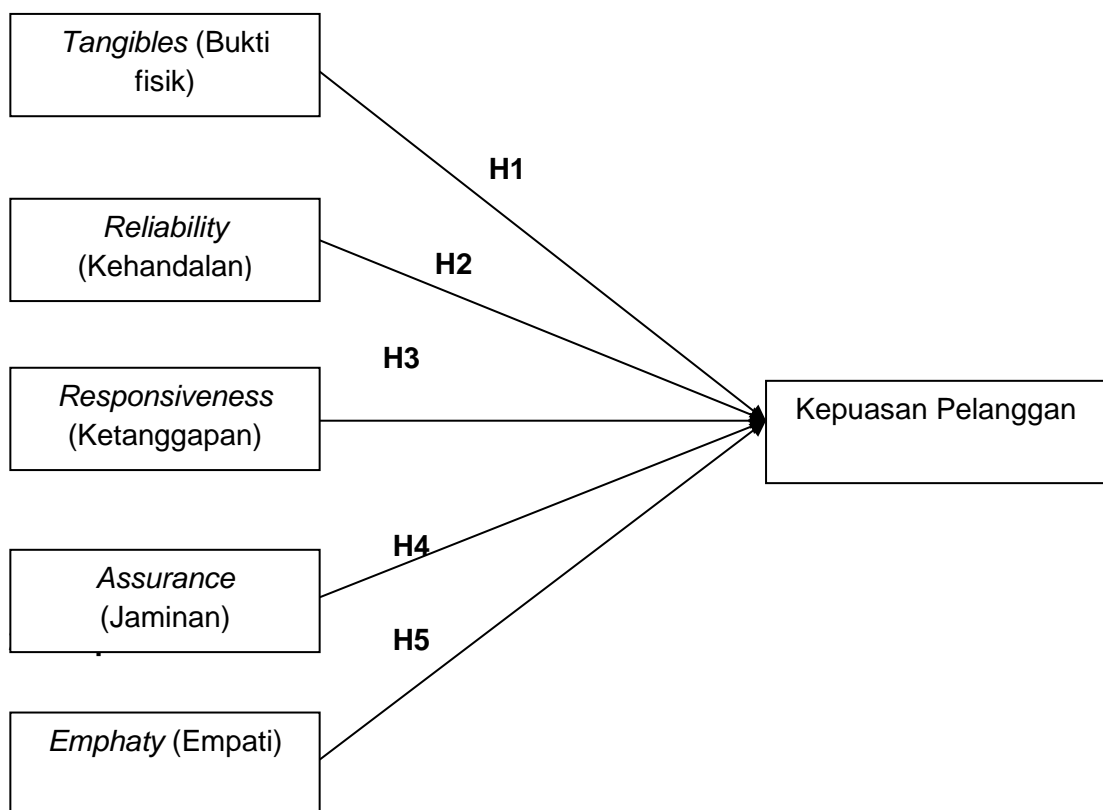 Tangibles (Bukti
fisik)
H1
Reliability
(Kehandalan)
H2
H3
Responsiveness
(Ketanggapan)
Kepuasan Pelanggan
Assurance
(Jaminan)
H4
H5
Emphaty (Empati)